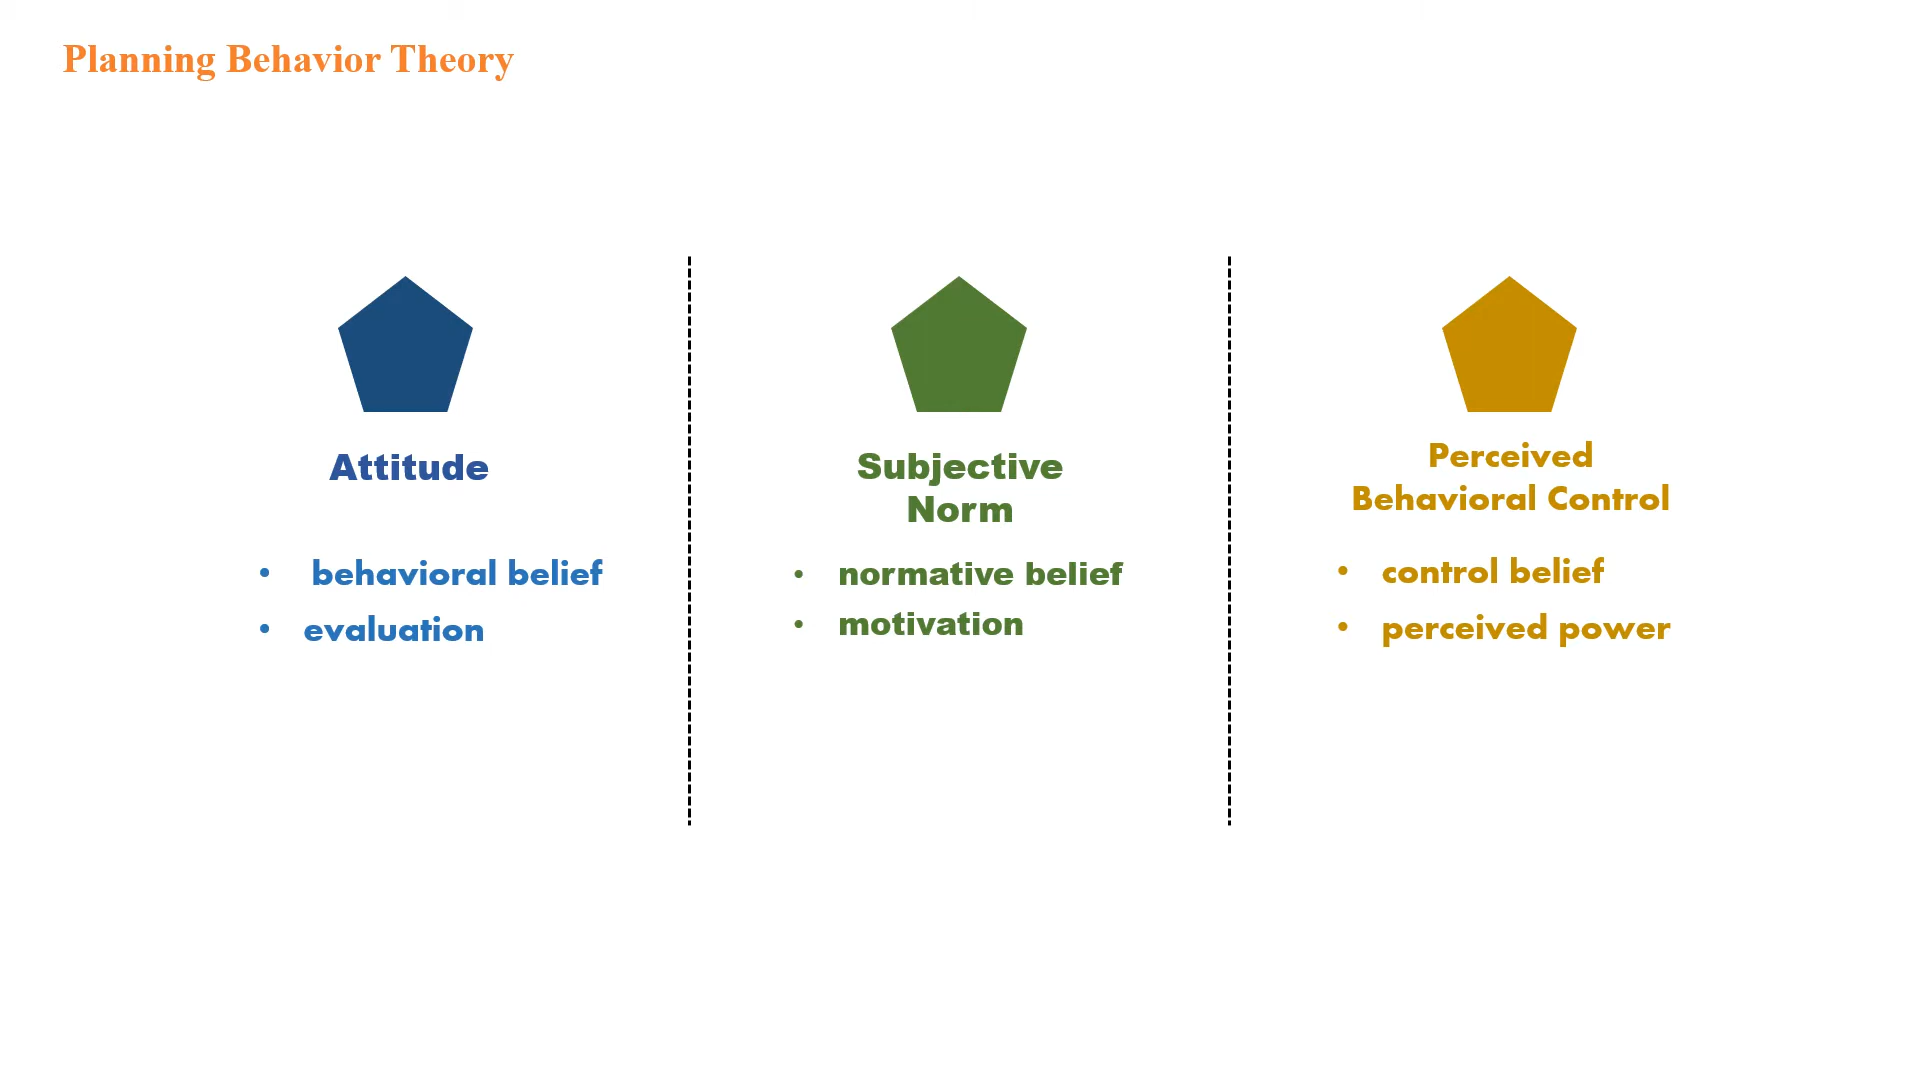 Planning Behavior Theory
Attitude
• behavioral belief
• evaluation
Subjective
Norm
• normative belief
• motivation
Perceived
Behavioral Control
• control belief
• perceived power